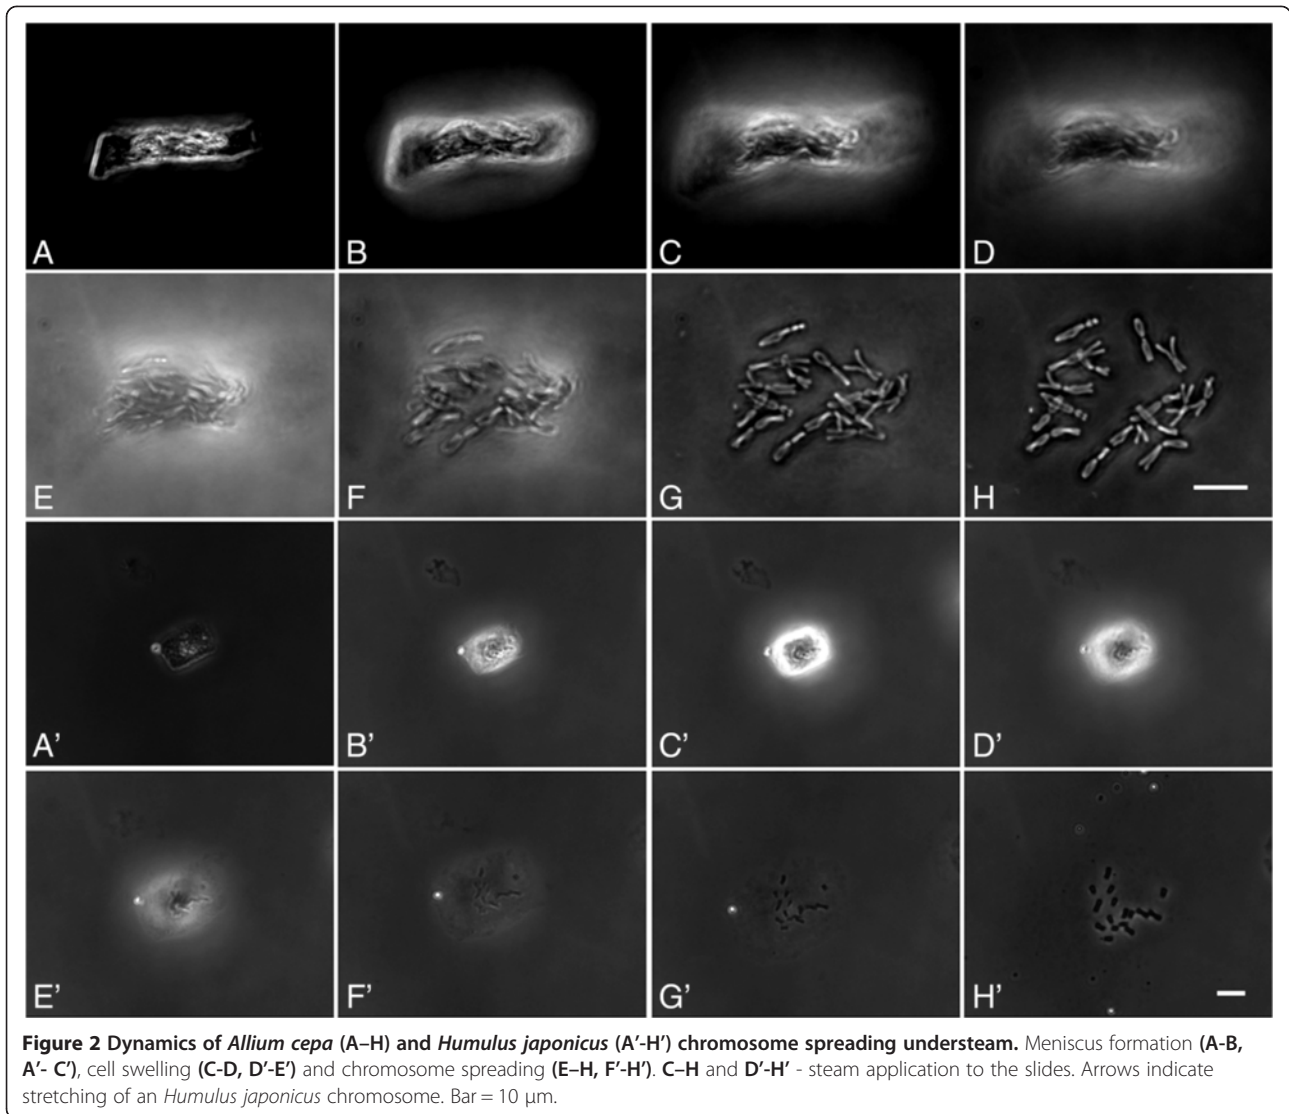 A B C D
E F G H
A' B' C' D'
E' F' G' H'
Figure 2 Dynamics of Allium cepa (A–H) and Humulus japonicus (A'-H') chromosome spreading understeam. Meniscus formation (A-B,
A'- C'), cell swelling (C-D, D'-E') and chromosome spreading (E–H, F'-H'). C–H and D'-H' - steam application to the slides. Arrows indicate
stretching of an Humulus japonicus chromosome. Bar = 10 μm.